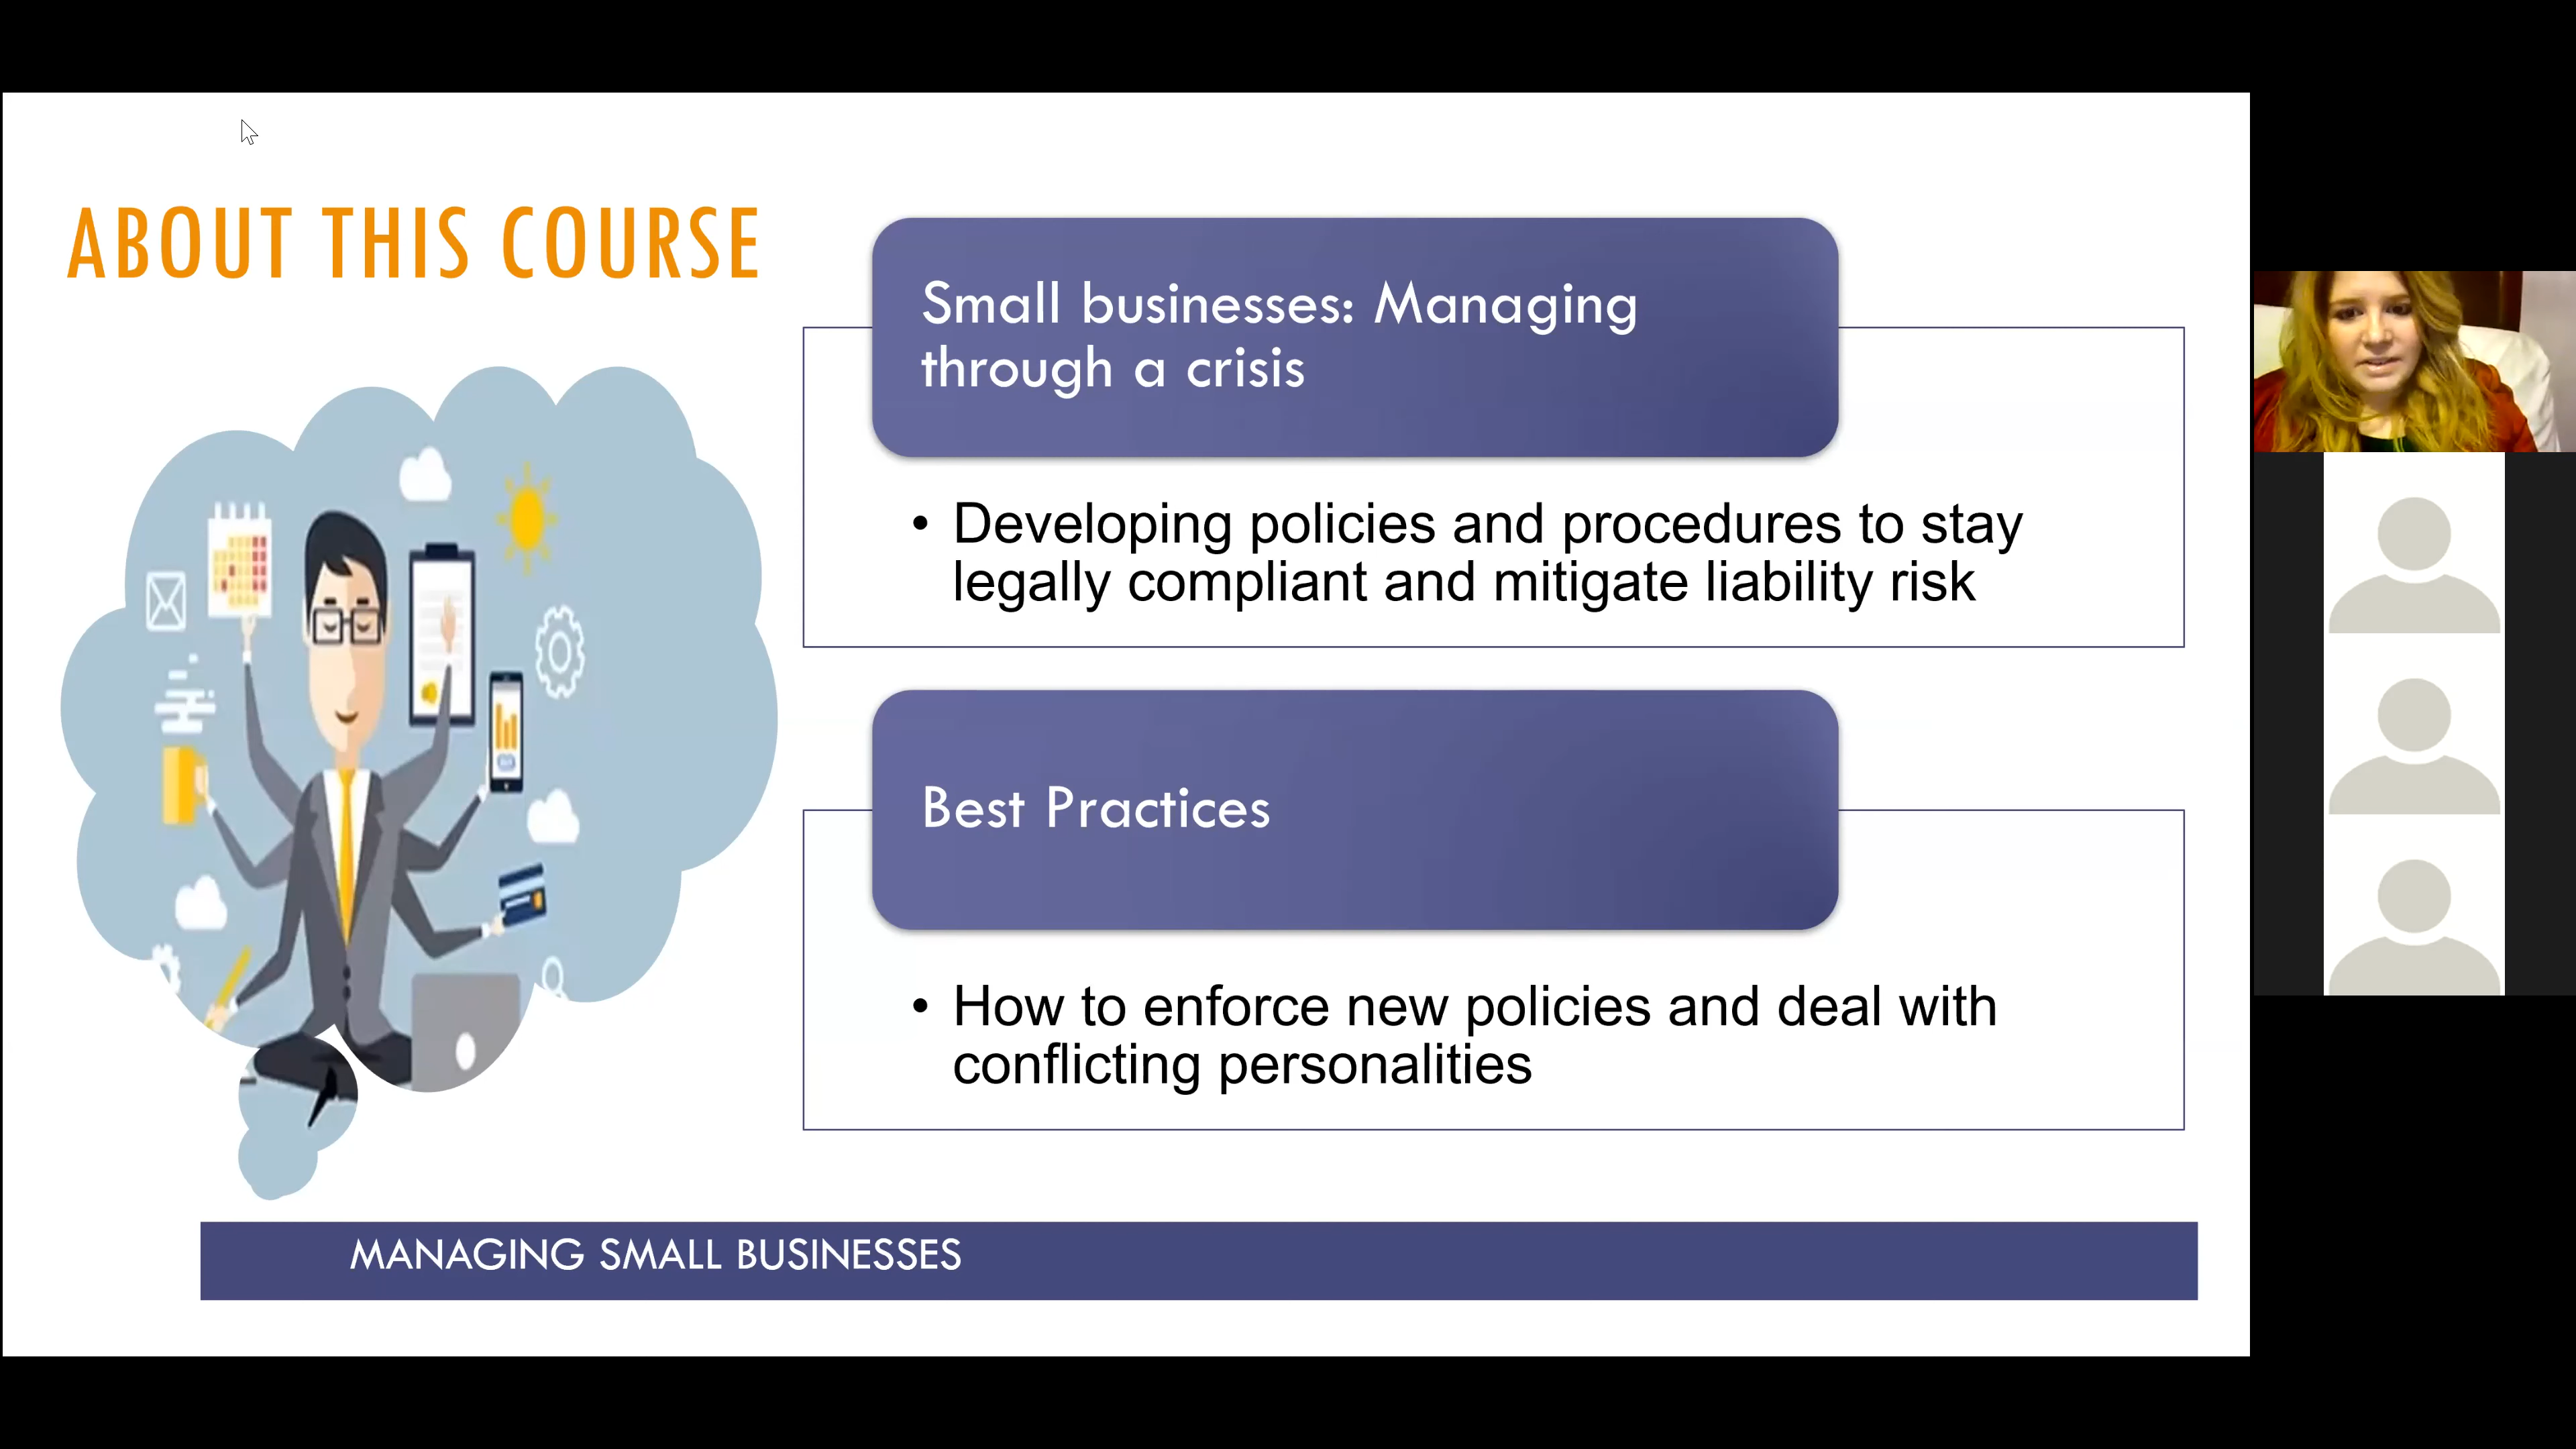 ABOUT THIS COURSE
Small businesses: Managing
through a crisis
• Developing policies and procedures to stay
legally compliant and mitigate liability risk
Best Practices
• How to enforce new policies and deal with
conflicting personalities
MANAGING SMALL BUSINESSES